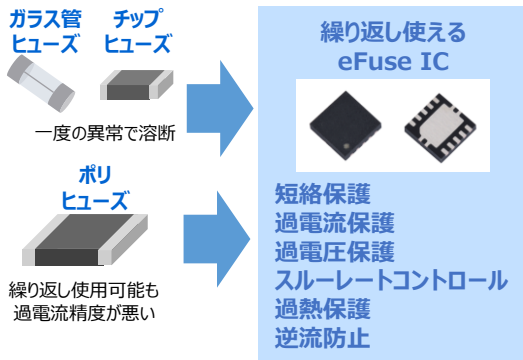 ガラス管
ヒューズ
チップ
ヒューズ
一度の異常で溶断
ポリ
ヒューズ
繰り返し使用可能も
過電流精度が悪い
繰り返し使える
eFuse IC
短絡保護
過電流保護
過電圧保護
スルーレートコントロール
過熱保護
逆流防止